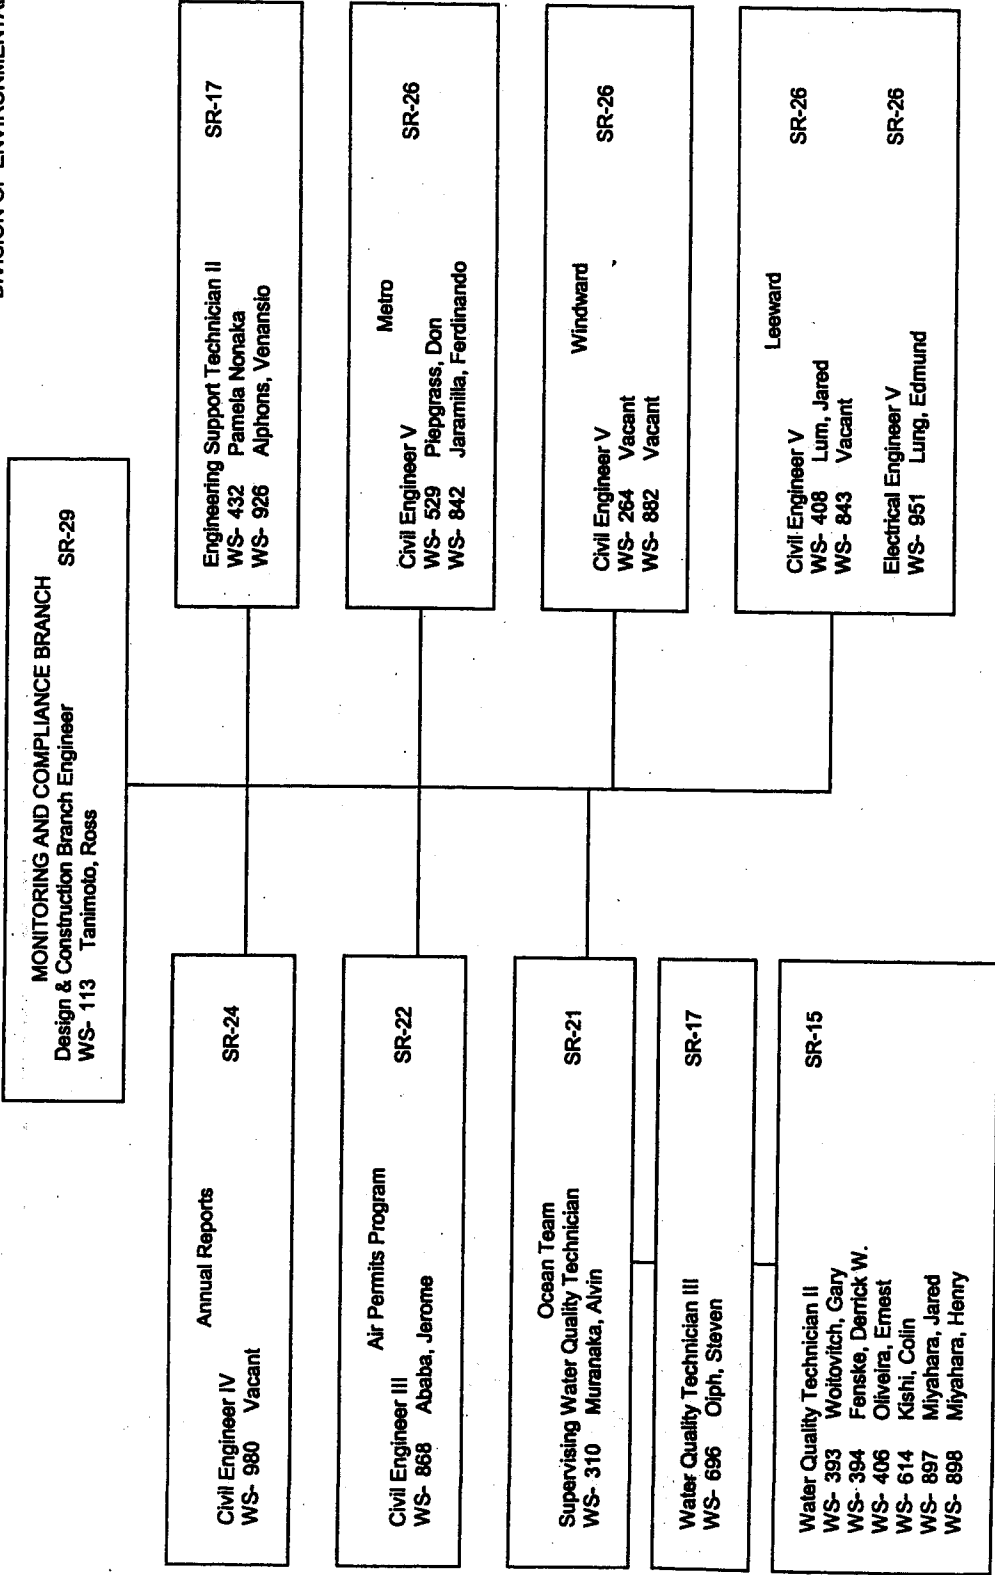 DIVISION OF
MONITORING AND COMPLIANCE BRANCH
Design & Construction Branch Engineer SR-29
WS- 113 Tanimoto, Ross
Annual Reports
Civil Engineer IV SR-24
WS- 980 Vacant
Air Permits Program
Civil Engineer III SR-22
WS- 868 Ababa, Jerome
Ocean Team
Supervising Water Quality Technician SR-21
WS- 310 Muranaka, Alvin
Water Quality Technician III SR-17
WS- 696 Oiph, Steven
Water Quality Technician II SR-15
WS- 393 Woitovitch, Gary
WS- 394 Fenske, Derrick W.
WS- 406 Oliveira, Ernest
WS- 614 Kishi, Colin
WS- 897 Miyahara, Jared
WS- 898 Miyahara, Henry
Engineering Support Technician II SR-17
WS- 432 Pamela Nonaka
WS- 926 Alphons, Venansio
Metro
Civil Engineer V SR-26
WS- 529 Piepgrass, Don
WS- 842 Jaramilla, Ferdinando
Windward
Civil Engineer V SR-26
WS- 264 Vacant
WS- 882 Vacant
Leeward
Civil Engineer V SR-26
WS- 408 Lum, Jared
WS- 843 Vacant
Electrical Engineer V SR-26
WS- 951 Lung, Edmund